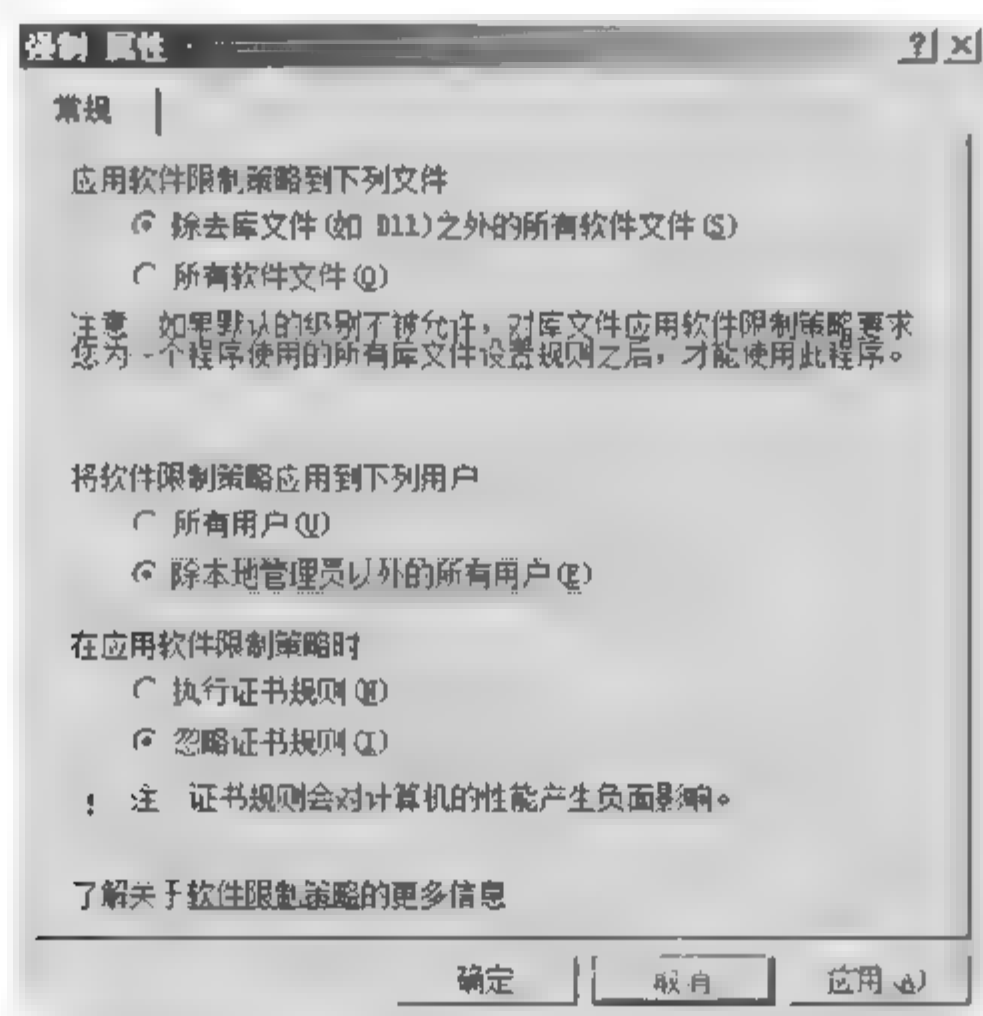 强制 属性
常规
应用软件限制策略到下列文件
除去库文件(如 Dll)之外的所有软件文件(S)
所有软件文件(O)
注意 如果默认的级别不被允许，对库文件应用软件限制策略要求
您为一个程序使用的所有库文件设置规则之后，才能使用此程序。
将软件限制策略应用到下列用户
所有用户(U)
除本地管理员以外的所有用户(E)
在应用软件限制策略时
执行证书规则
忽略证书规则(I)
! 注 证书规则会对计算机的性能产生负面影响。
了解关于软件限制策略的更多信息
确定 取消 应用(A)